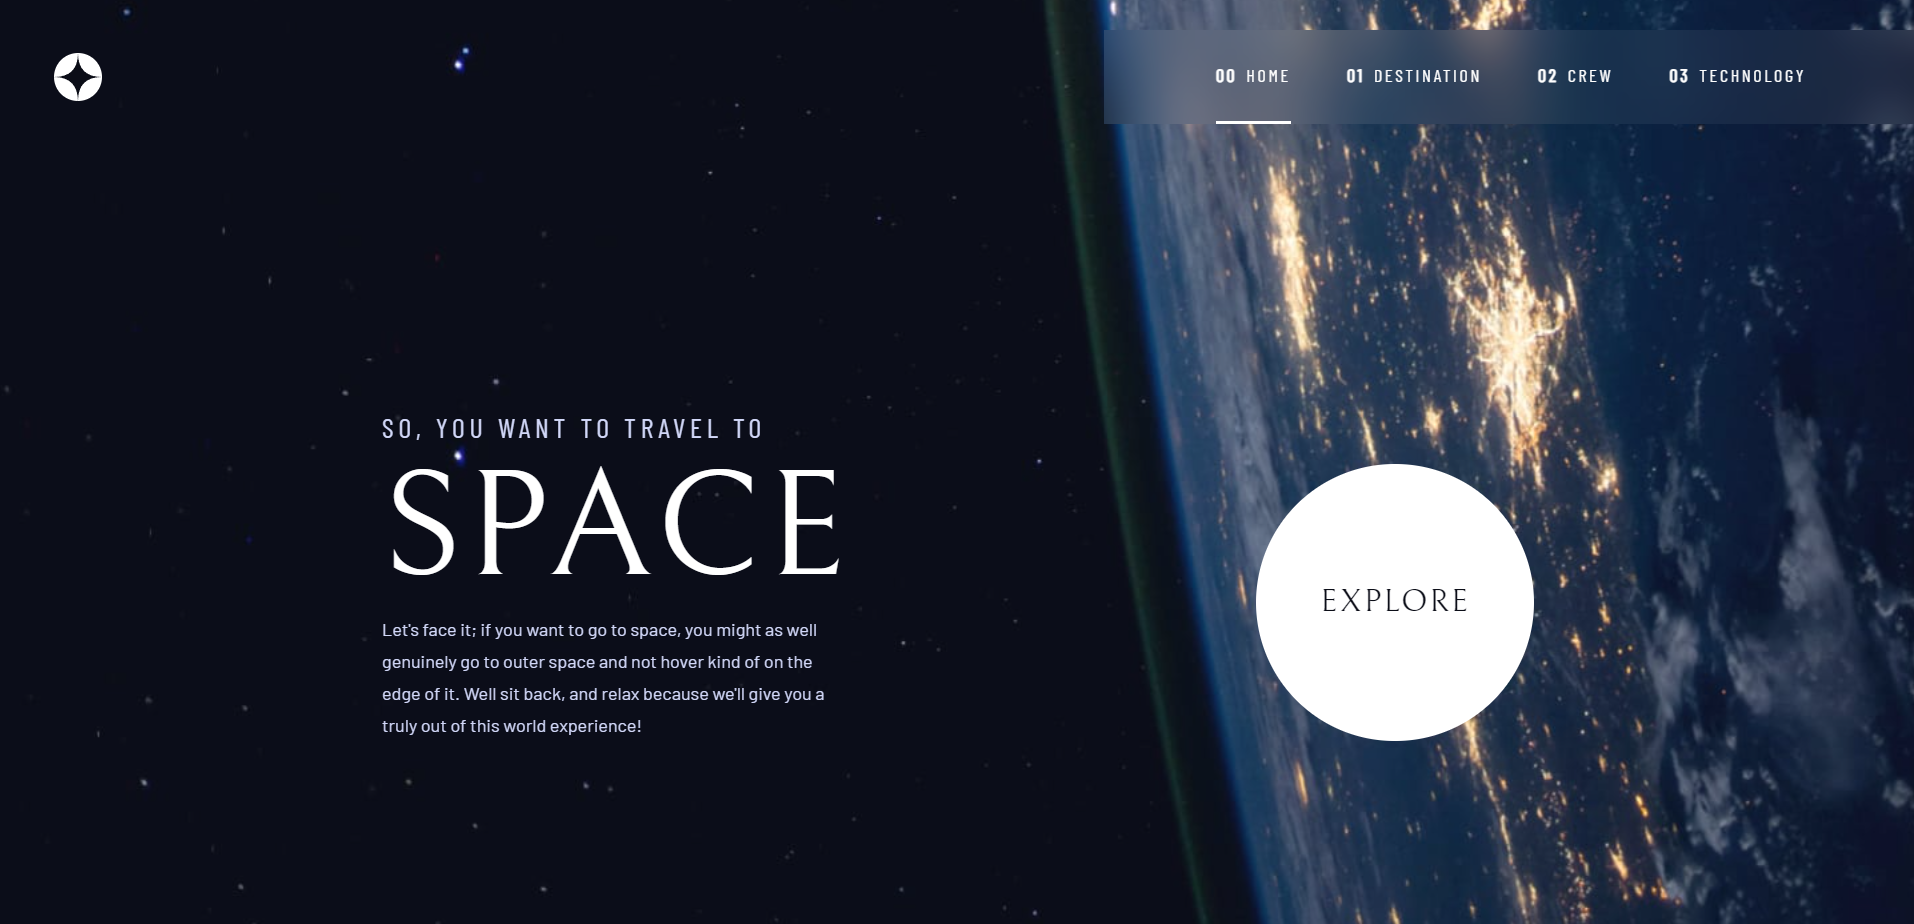 00 HOME 01 DESTINATION 02 CREW 03 TECHNOLOGY
SO, YOU WANT TO TRAVEL TO
SPACE
Let's face it; if you want to go to space, you might as well
genuinely go to outer space and not hover kind of on the
edge of it. Well sit back, and relax because we'll give you a
truly out of this world experience!
EXPLORE